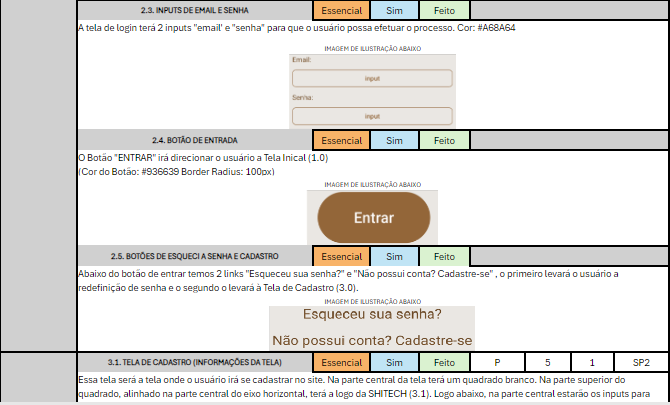 2.3. INPUTS DE EMAIL E SENHA Essencial Sim Feito
A tela de login terá 2 inputs "email' e "senha" para que o usuário possa efetuar o processo. Cor: #A68A64
IMAGEM DE ILUSTRAÇÃO ABAIXO
Email:
input
Senha:
input
2.4. BOTÃO DE ENTRADA Essencial Sim Feito
O Botão "ENTRAR" irá direcionar o usuário a Tela Inical (1.0)
(Cor do Botão: #936639 Border Radius: 100px)
IMAGEM DE ILUSTRAÇÃO ABAIXO
Entrar
2.5. BOTÕES DE ESQUECI A SENHA E CADASTRO Essencial Sim Feito
Abaixo do botão de entrar temos 2 links "Esqueceu sua senha?" e "Não possui conta? Cadastre-se" , o primeiro levará o usuário a
redefinição de senha e o segundo o levará à Tela de Cadastro (3.0).
IMAGEM DE ILUSTRAÇÃO ABAIXO
Esqueceu sua senha?
Não possui conta? Cadastre-se
3.1. TELA DE CADASTRO (INFORMAÇÕES DA TELA) Essencial Sim Feito P 5 1 SP2
Essa tela será a tela onde o usuário irá se cadastrar no site. Na parte central da tela terá um quadrado branco. Na parte superior do
quadrado, alinhado na parte central do eixo horizontal, terá a logo da SHITECH (3.1). Logo abaixo, na parte central estarão os inputs para